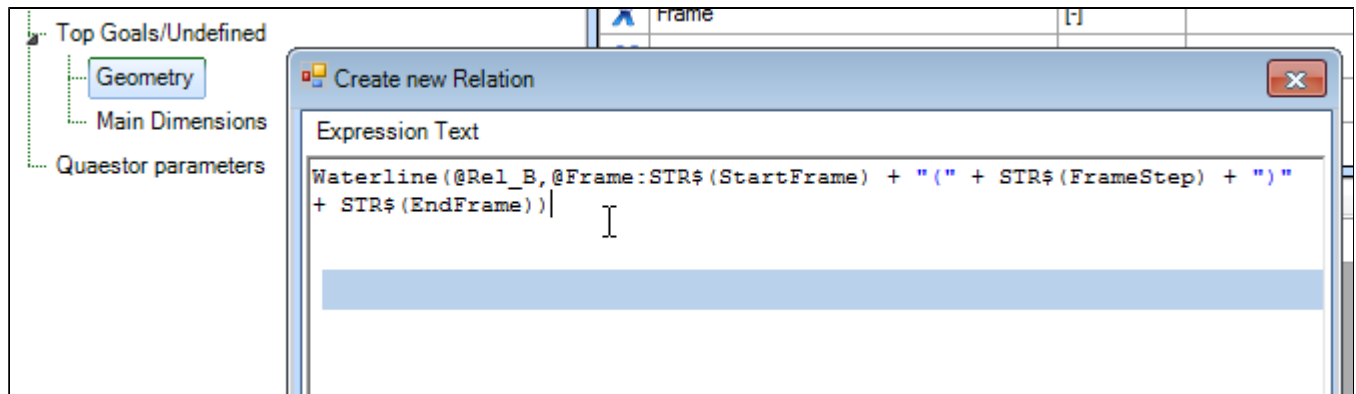 Frame
[-]
Top Goals/Undefined
Geometry
Create new Relation
Main Dimensions
Expression Text
Quaestor parameters
Waterline(@Rel_B,@Frame:STR$(StartFrame) + "(" + STR$(FrameStep) + ")"
+ STR$(EndFrame))